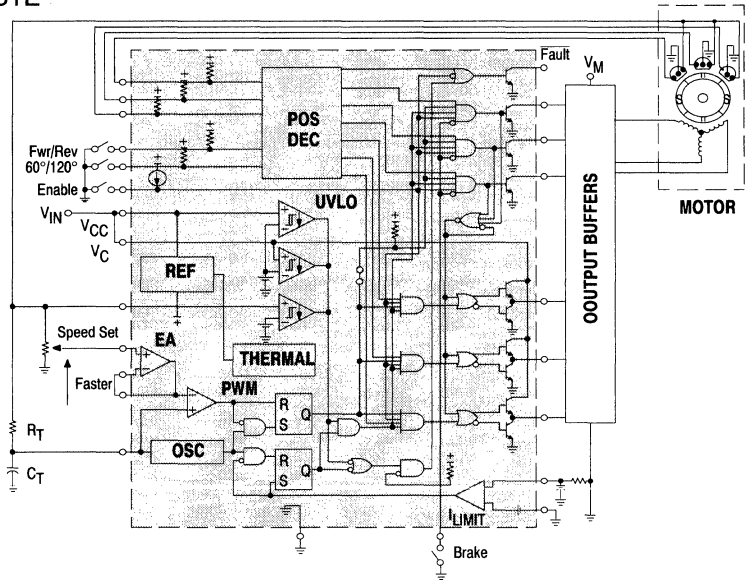 MOTOR
S
S
Fault
VM
POS
DEC
Fwr/Rev
60°/120°
Enable
VIN
VCC
VC
UVLO
REF
OOUTPUT BUFFERS
Speed Set
EA
THERMAL
Faster
PWM
R
S
Q
RT
OSC
R
S
Q
CT
ILIMIT
Brake